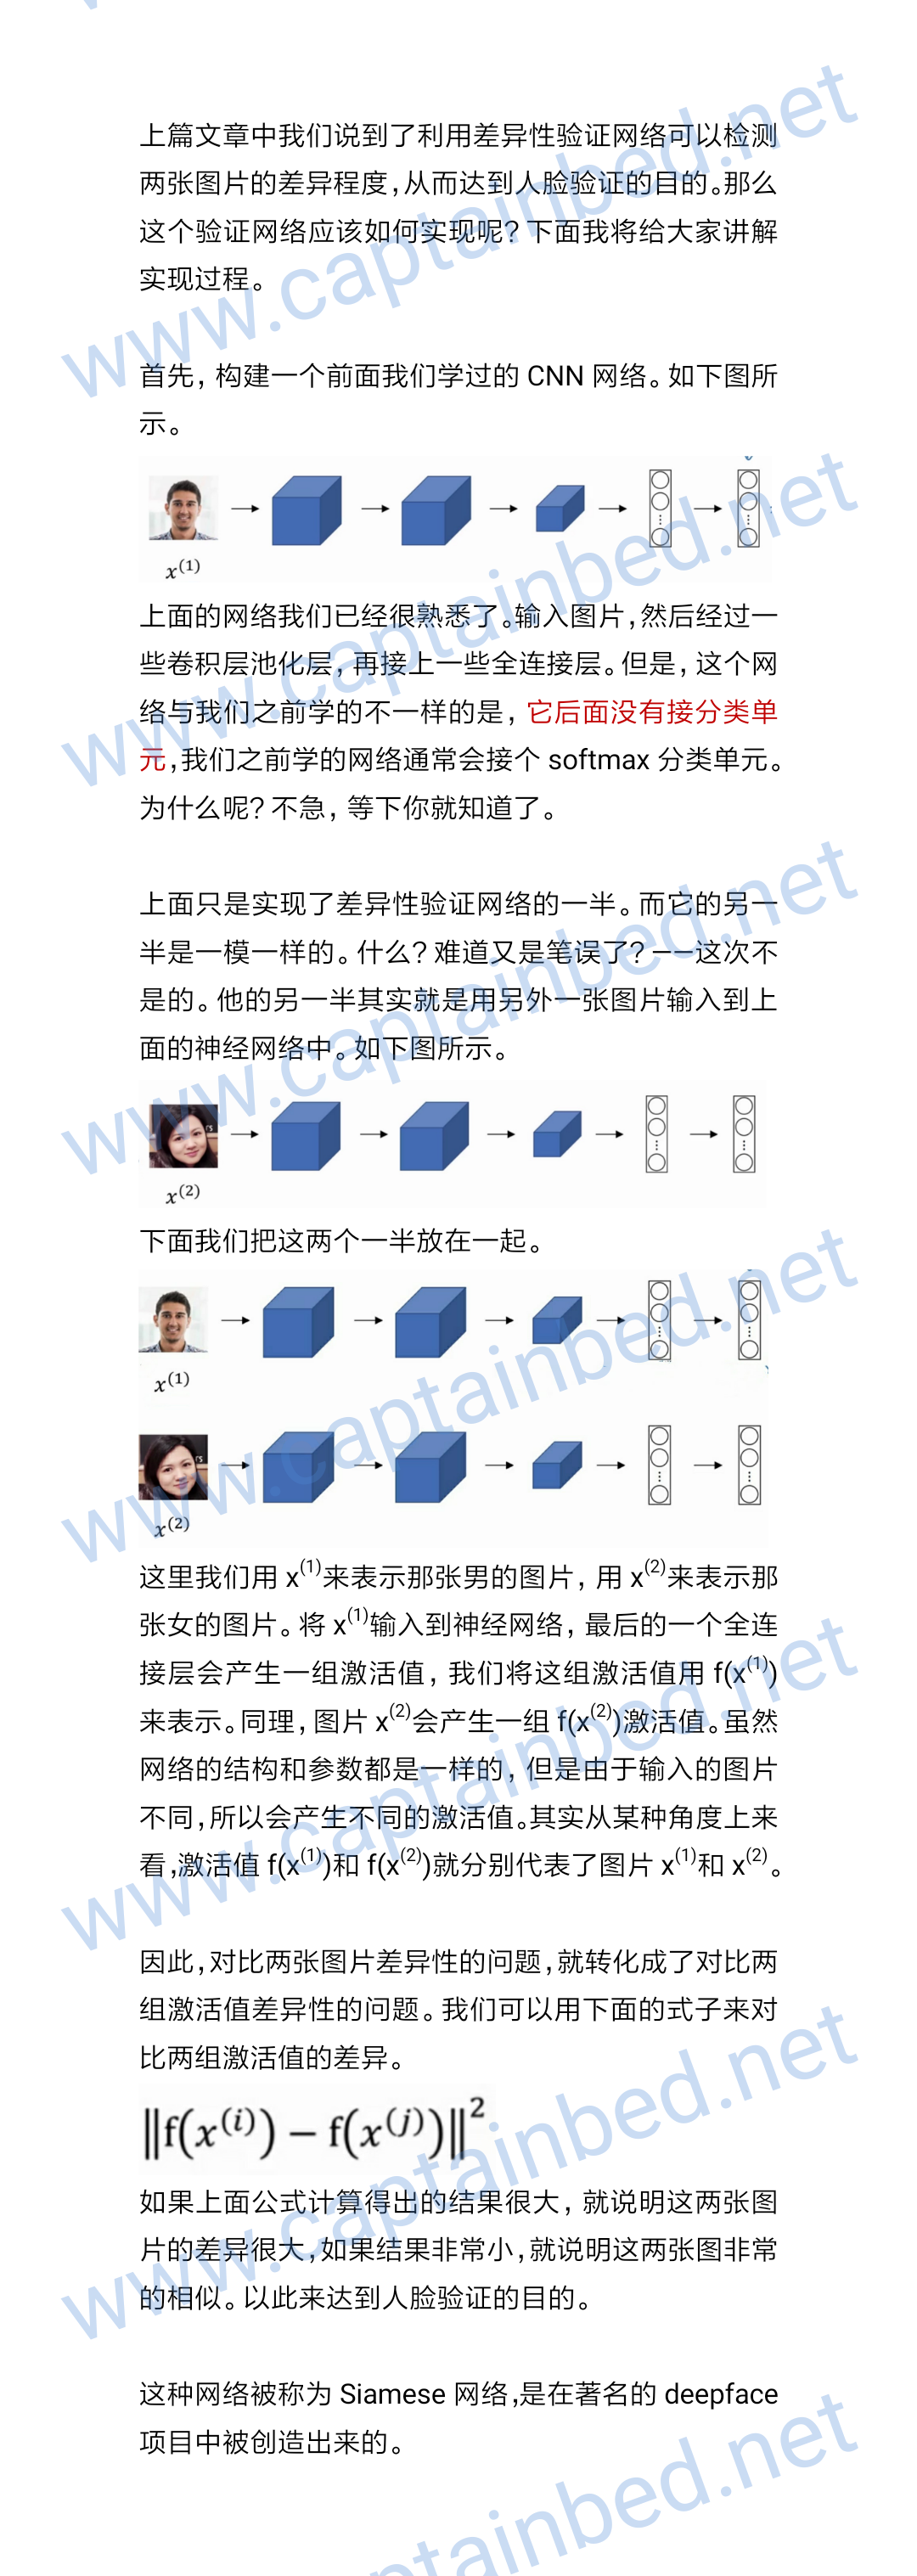 上篇文章中我们说到了利用差异性验证网络可以检测
两张图片的差异程度,从而达到人脸验证的目的。那么
这个验证网络应该如何实现呢？下面我将给大家讲解
实现过程。
首先，构建一个前面我们学过的 CNN 网络。如下图所
示。
x(1)
上面的网络我们已经很熟悉了。输入图片,然后经过一
些卷积层池化层，再接上一些全连接层。但是，这个网
络与我们之前学的不一样的是，它后面没有接分类单
元,我们之前学的网络通常会接个 softmax 分类单元。
为什么呢？不急，等下你就知道了。
上面只是实现了差异性验证网络的一半。而它的另一
半是一模一样的。什么？难道又是笔误了？——这次不
是的。他的另一半其实就是用另外一张图片输入到上
面的神经网络中。如下图所示。
x(2)
下面我们把这两个一半放在一起。
x(1)
x(2)
这里我们用 x(1)来表示那张男的图片，用 x(2)来表示那
张女的图片。将 x(1)输入到神经网络，最后的一个全连
接层会产生一组激活值，我们将这组激活值用 f(x(1))
来表示。同理,图片 x(2)会产生一组 f(x(2))激活值。虽然
网络的结构和参数都是一样的，但是由于输入的图片
不同,所以会产生不同的激活值。其实从某种角度上来
看,激活值 f(x(1))和 f(x(2))就分别代表了图片 x(1)和 x(2)。
因此,对比两张图片差异性的问题,就转化成了对比两
组激活值差异性的问题。我们可以用下面的式子来对
比两组激活值的差异。
‖f(x(i)) − f(x(j))‖2
如果上面公式计算得出的结果很大，就说明这两张图
片的差异很大,如果结果非常小,就说明这两张图非常
的相似。以此来达到人脸验证的目的。
这种网络被称为 Siamese 网络,是在著名的 deepface
项目中被创造出来的。
www.captainbed.net
www.captainbed.net
www.captainbed.net
www.captainbed.net
www.captainbed.net
www.captainbed.net
ptainbed.net